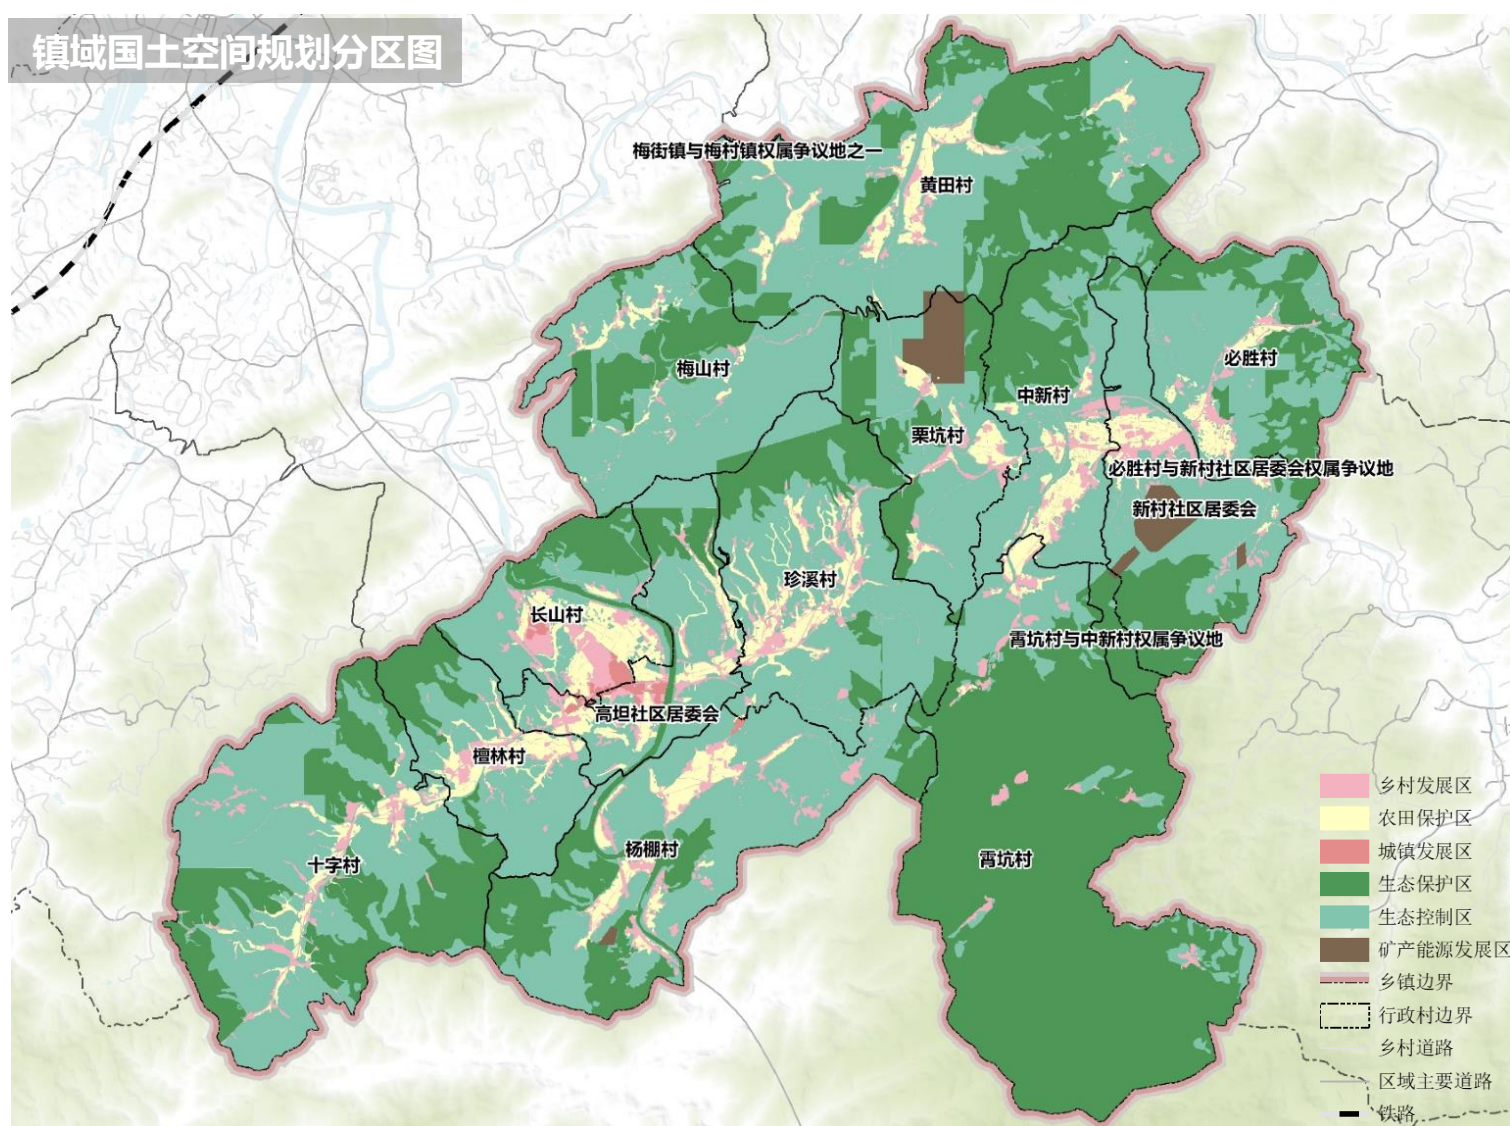 镇域国土空间规划分区图
梅街镇与梅村镇权属争议地之一
黄田村
梅山村
必胜村
中新村
栗坑村
必胜村与新村社区居委会权属争议地
新村社区居委会
珍溪村
长山村
霄坑村与中新村权属争议地
高坦社区居委会
檀林村
杨棚村
霄坑村
十字村
乡村发展区
农田保护区
城镇发展区
生态保护区
生态控制区
矿产能源发展区
乡镇边界
行政村边界
乡村道路
区域主要道路
铁路